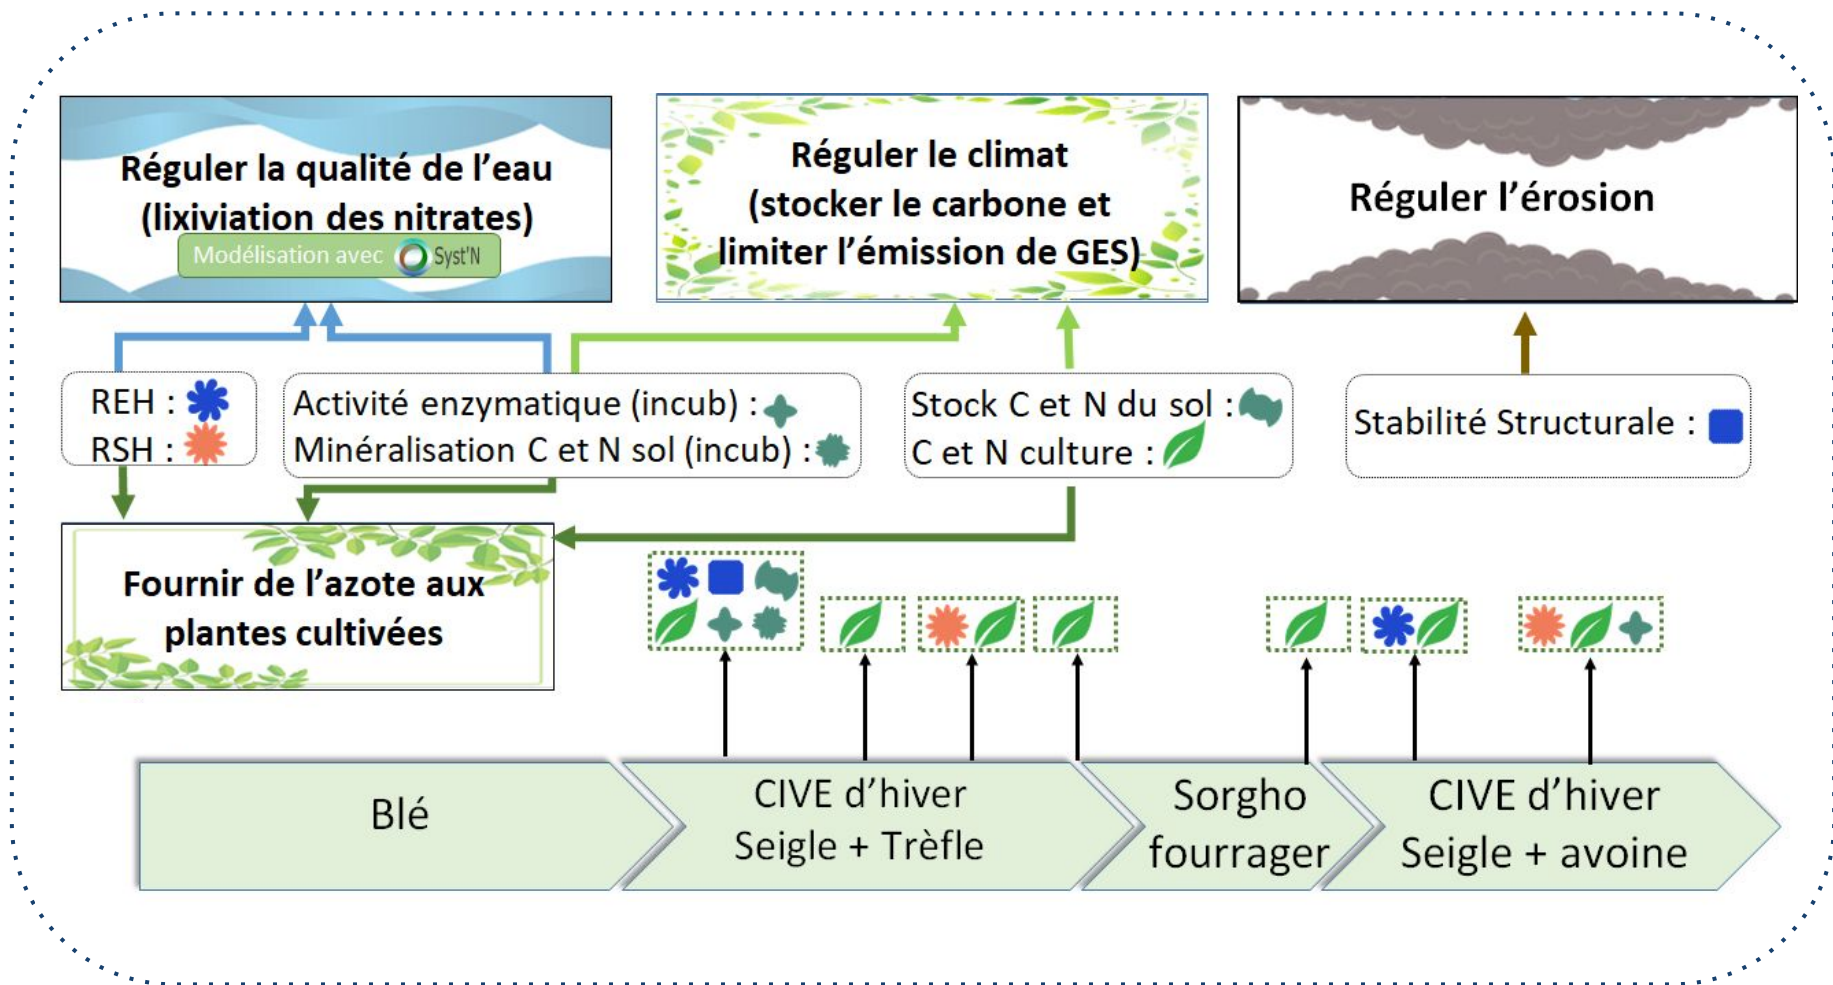 Réguler la qualité de l'eau
(lixiviation des nitrates)
Modélisation avec Syst'N
Réguler le climat
(stocker le carbone et
limiter l'émission de GES)
Réguler l'érosion
REH :
RSH :
Activité enzymatique (incub) :
Minéralisation C et N sol (incub) :
Stock C et N du sol :
C et N culture :
Stabilité Structurale :
Fournir de l'azote aux
plantes cultivées
Blé
CIVE d'hiver
Seigle + Trèfle
Sorgho
fourrager
CIVE d'hiver
Seigle + avoine